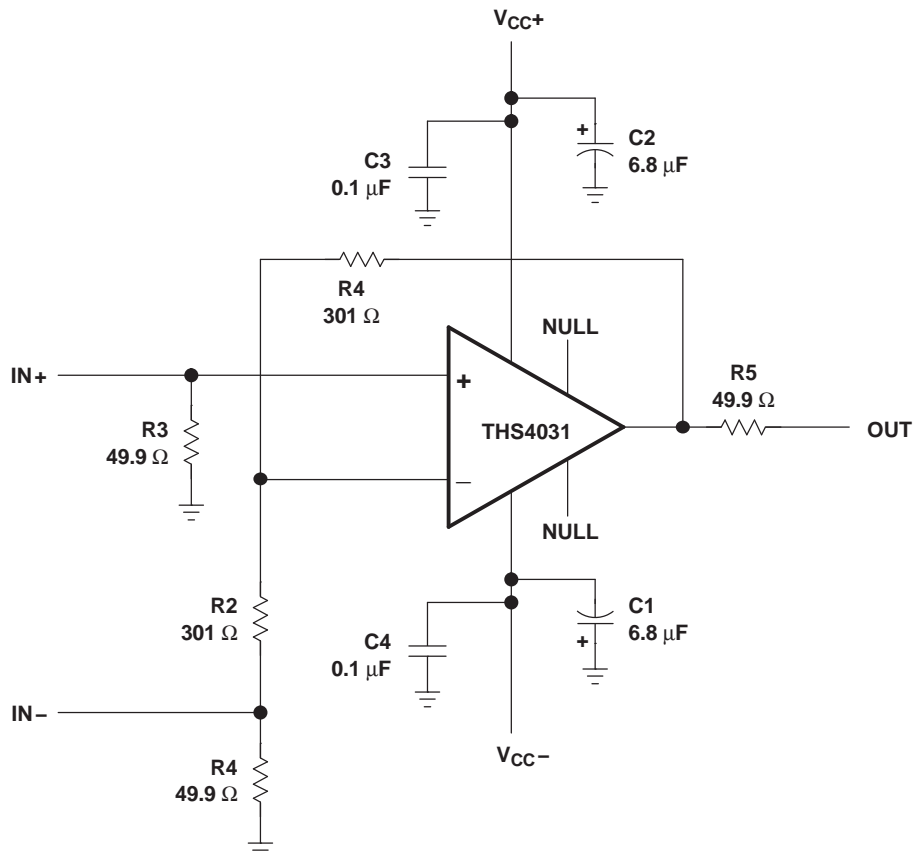 VCC+
C2
6.8 μF
C3
0.1 μF
R4
301 Ω
NULL
IN+
+
R5
49.9 Ω
R3
49.9 Ω
THS4031
OUT
−
NULL
R2
301 Ω
C1
6.8 μF
+
C4
0.1 μF
IN−
VCC−
R4
49.9 Ω
+